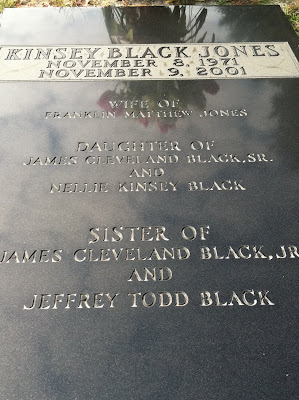 KINSEY BLACK JONES
NOVEMBER 8, 1971
NOVEMBER 9, 2001
WIFE OF
FRANKLIN MATTHEW JONES
DAUGHTER OF
JAMES CLEVELAND BLACK, SR.
AND
NELLIE KINSEY BLACK
SISTER OF
JAMES CLEVELAND BLACK, JR
AND
JEFFREY TODD BLACK